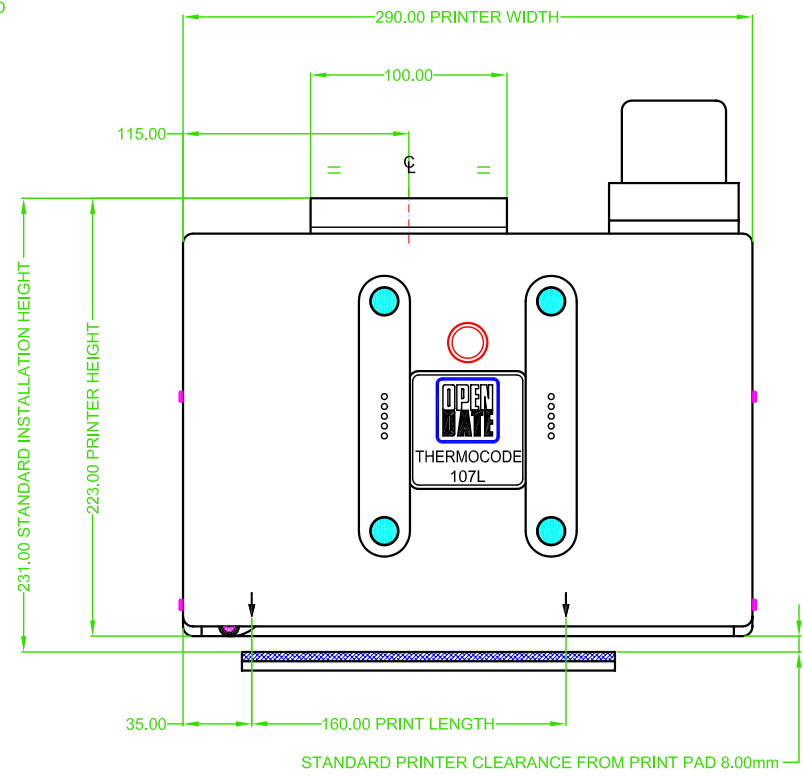 290.00 PRINTER WIDTH
100.00
115.00
℄
231.00 STANDARD INSTALLATION HEIGHT
223.00 PRINTER HEIGHT
OPEN
DATE
THERMOCODE
107L
35.00
160.00 PRINT LENGTH
STANDARD PRINTER CLEARANCE FROM PRINT PAD 8.00mm